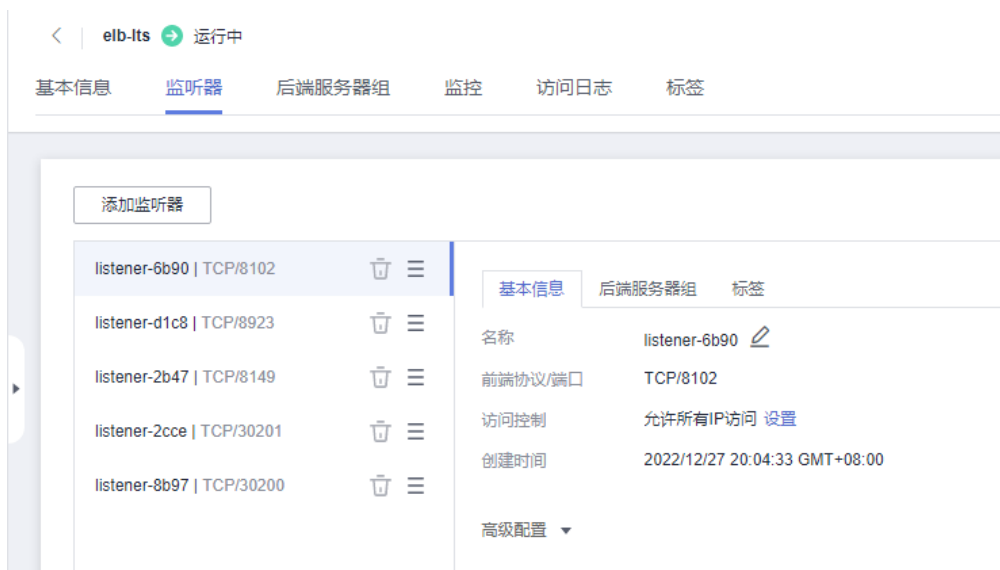 elb-lts 运行中
基本信息 监听器 后端服务器组 监控 访问日志 标签
添加监听器
listener-6b90 | TCP/8102
listener-d1c8 | TCP/8923
listener-2b47 | TCP/8149
listener-2cce | TCP/30201
listener-8b97 | TCP/30200
基本信息 后端服务器组 标签
名称 listener-6b90
前端协议/端口 TCP/8102
访问控制 允许所有IP访问 设置
创建时间 2022/12/27 20:04:33 GMT+08:00
高级配置